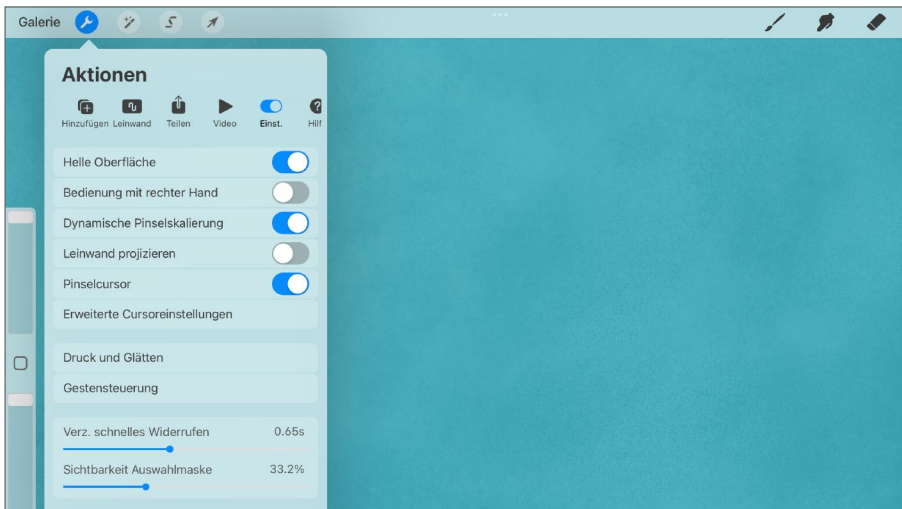 Galerie
Aktionen
Hinzufügen Leinwand Teilen Video Einst. Hilf
Helle Oberfläche
Bedienung mit rechter Hand
Dynamische Pinselskalierung
Leinwand projizieren
Pinselcursor
Erweiterte Cursoreinstellungen
Druck und Glätten
Gestensteuerung
Verz. schnelles Widerrufen 0.65s
Sichtbarkeit Auswahlmaske 33.2%